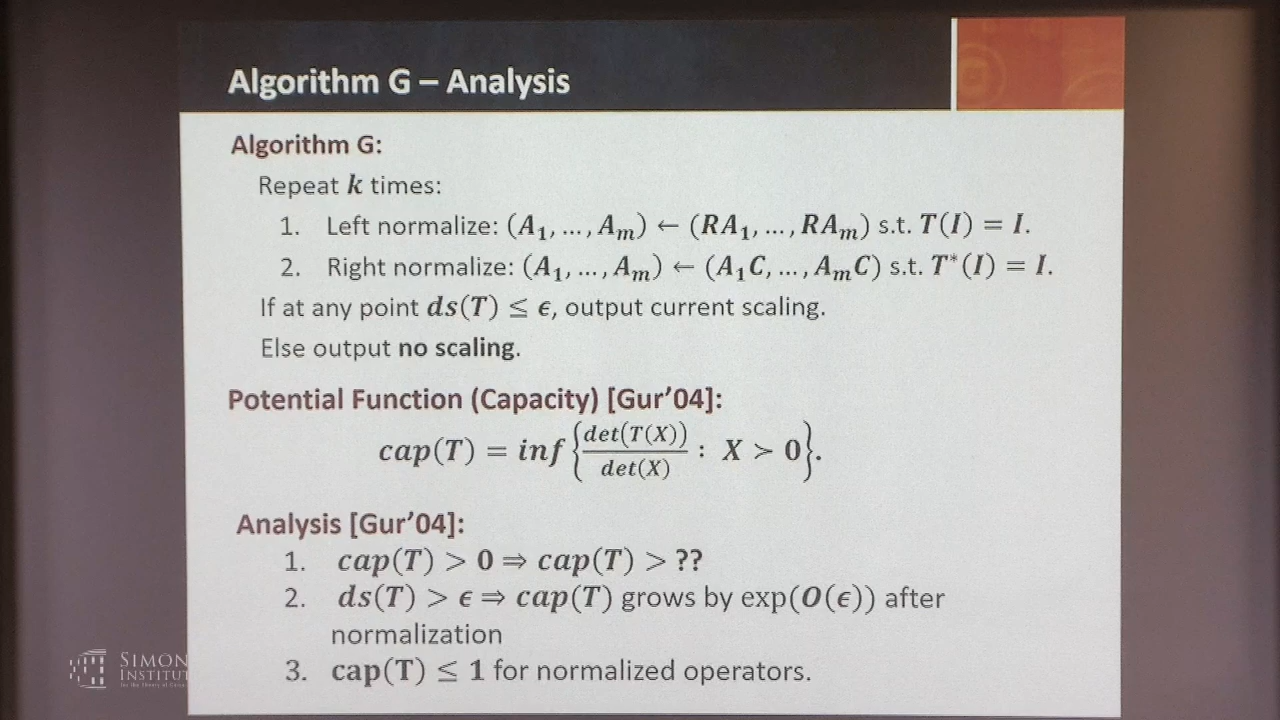 Algorithm G – Analysis
Algorithm G:
Repeat k times:
1. Left normalize: (A₁, …, Aₘ) ← (RA₁, …, RAₘ) s.t. T(I) = I.
2. Right normalize: (A₁, …, Aₘ) ← (A₁C, …, AₘC) s.t. T*(I) = I.
If at any point ds(T) ≤ ϵ, output current scaling.
Else output no scaling.
Potential Function (Capacity) [Gur’04]:
cap(T) = inf {det(T(X))/det(X) : X ≻ 0}.
Analysis [Gur’04]:
1. cap(T) > 0 ⇒ cap(T) > ??
2. ds(T) > ϵ ⇒ cap(T) grows by exp(O(ϵ)) after
normalization
3. cap(T) ≤ 1 for normalized operators.
SIMON
INSTITUT